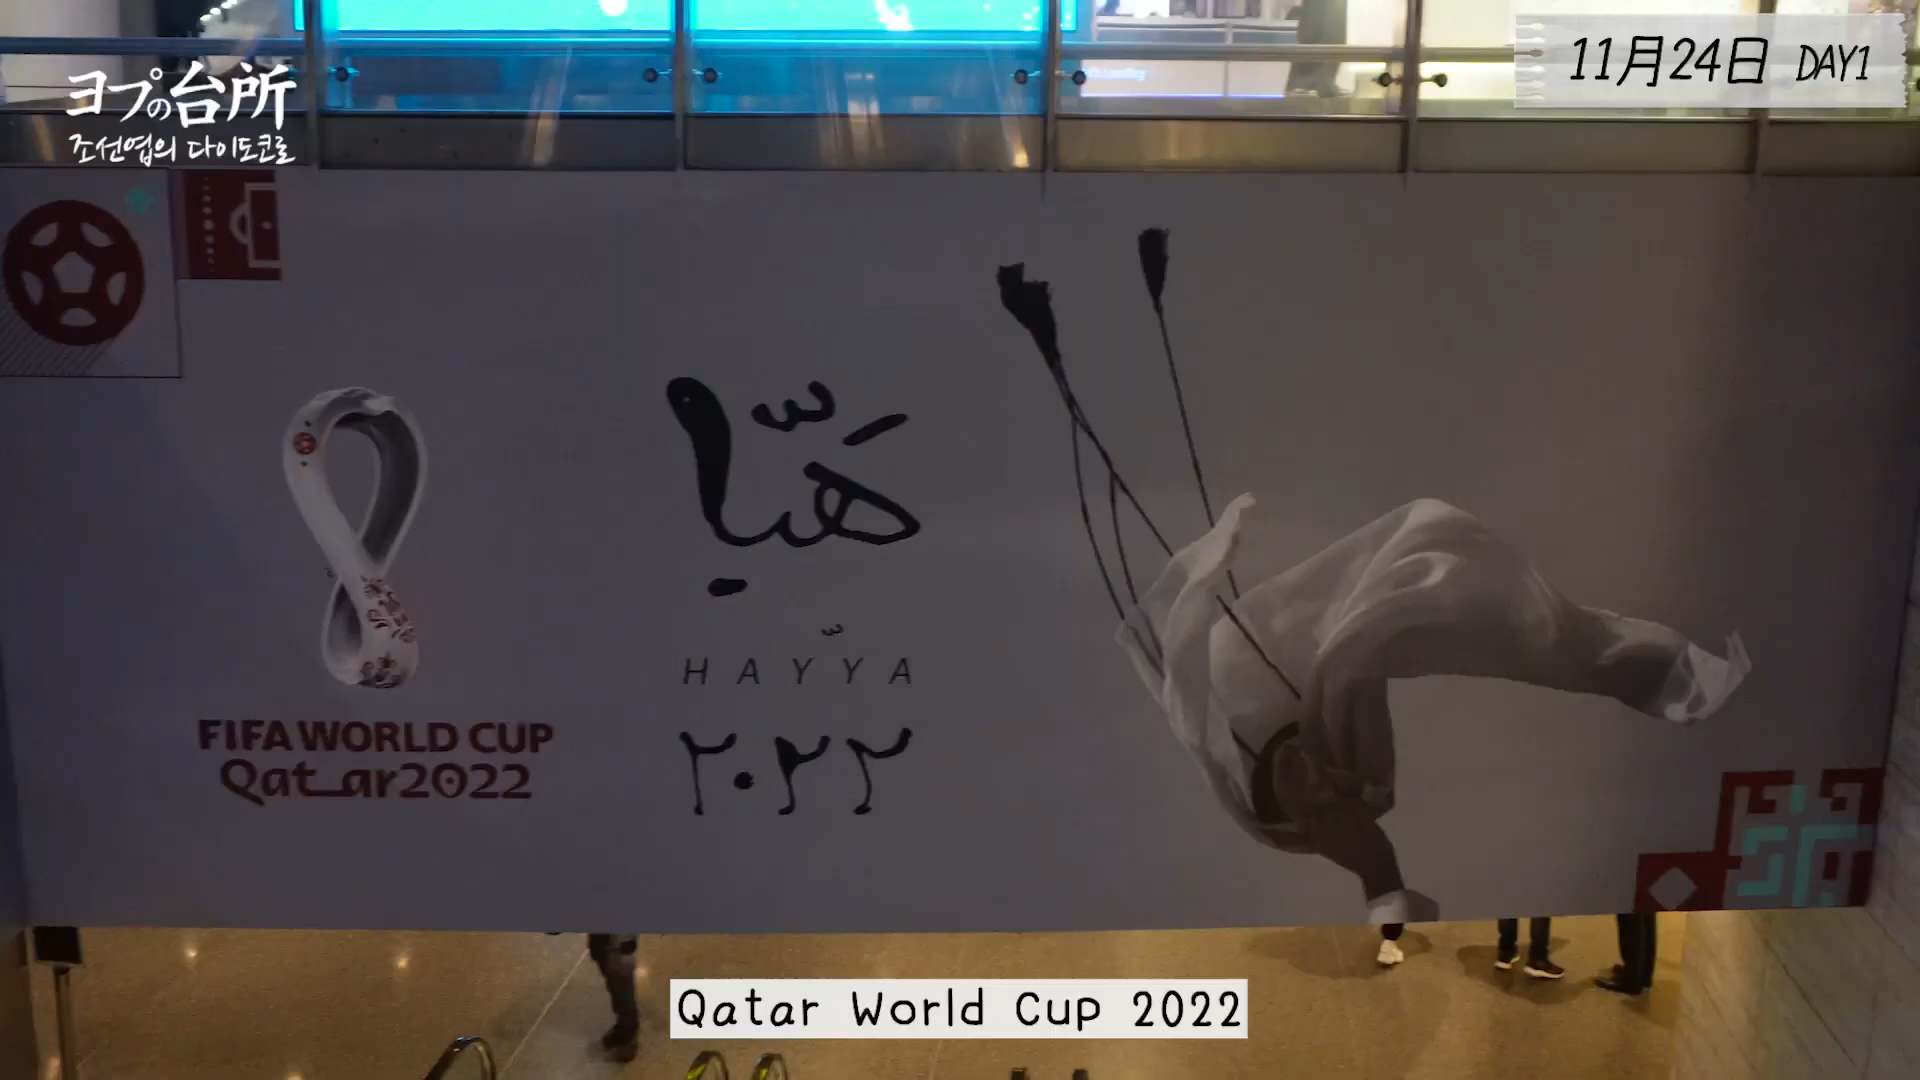 ヨプの台所
조선엽의 다이도코로
11月24日 DAY1
هَيّا
HAYYA
٢٠٢٢
FIFA WORLD CUP
Qatar2022
Qatar World Cup 2022